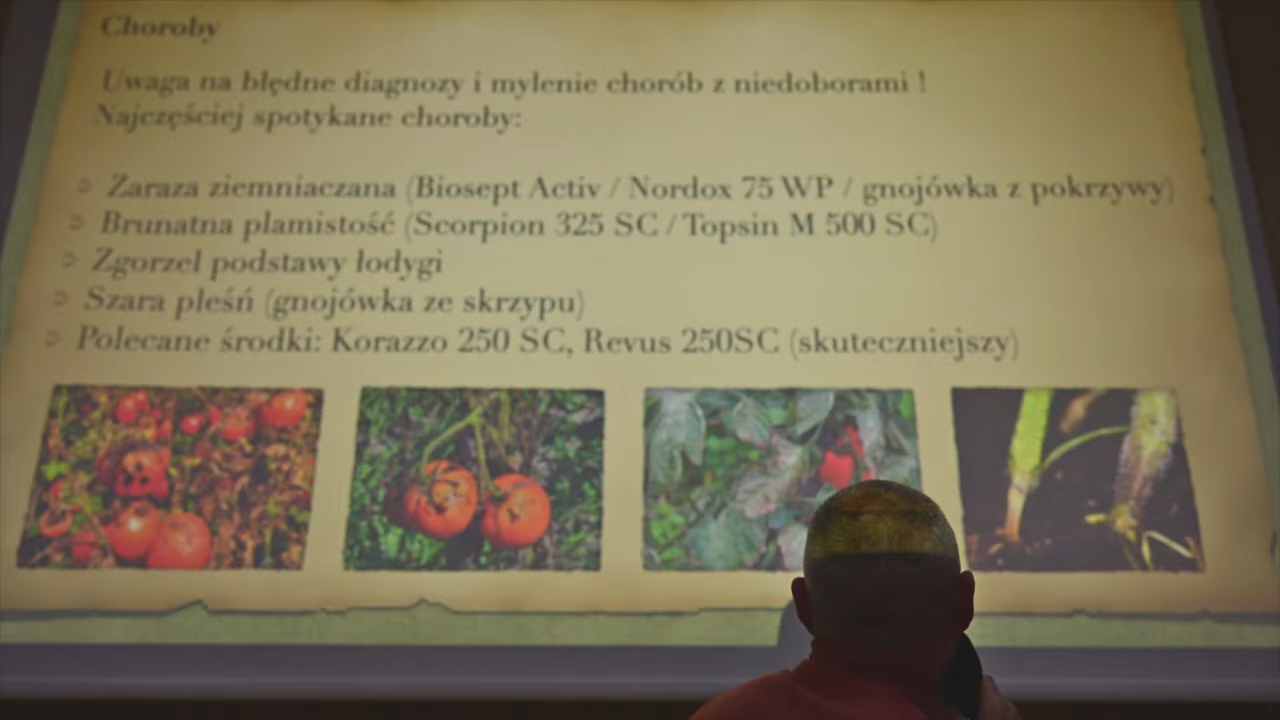 Choroby
Uwaga na błędne diagnozy i mylenie chorób z niedoborami !
Najczęściej spotykane choroby:
Zaraza ziemniaczana (Biosept Activ / Nordox 75 WP / gnojówka z pokrzywy)
Brunatna plamistość (Scorpion 325 SC / Topsin M 500 SC)
Zgorzel podstawy łodygi
Szara pleśń (gnojówka ze skrzypu)
Polecane środki: Korazzo 250 SC, Revus 250SC (skuteczniejszy)